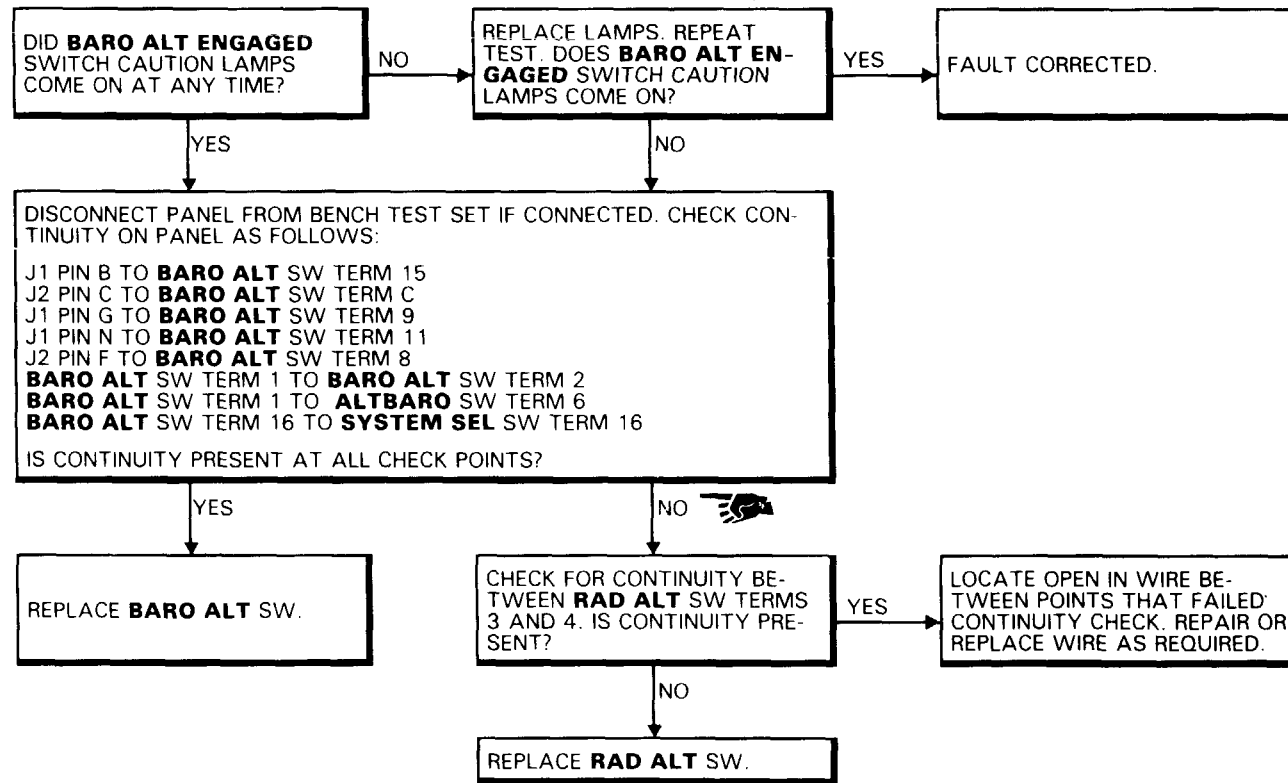 DID BARO ALT ENGAGED
SWITCH CAUTION LAMPS
COME ON AT ANY TIME?
NO
REPLACE LAMPS. REPEAT
TEST. DOES BARO ALT EN-
GAGED SWITCH CAUTION
LAMPS COME ON?
YES
FAULT CORRECTED.
YES
NO
DISCONNECT PANEL FROM BENCH TEST SET IF CONNECTED. CHECK CON-
TINUITY ON PANEL AS FOLLOWS:
J1 PIN B TO BARO ALT SW TERM 15
J2 PIN C TO BARO ALT SW TERM C
J1 PIN G TO BARO ALT SW TERM 9
J1 PIN N TO BARO ALT SW TERM 11
J2 PIN F TO BARO ALT SW TERM 8
BARO ALT SW TERM 1 TO BARO ALT SW TERM 2
BARO ALT SW TERM 1 TO ALTBARO SW TERM 6
BARO ALT SW TERM 16 TO SYSTEM SEL SW TERM 16
IS CONTINUITY PRESENT AT ALL CHECK POINTS?
YES
NO
REPLACE BARO ALT SW.
CHECK FOR CONTINUITY BE-
TWEEN RAD ALT SW TERMS
3 AND 4. IS CONTINUITY PRE-
SENT?
YES
LOCATE OPEN IN WIRE BE-
TWEEN POINTS THAT FAILED
CONTINUITY CHECK. REPAIR OR
REPLACE WIRE AS REQUIRED.
NO
REPLACE RAD ALT SW.